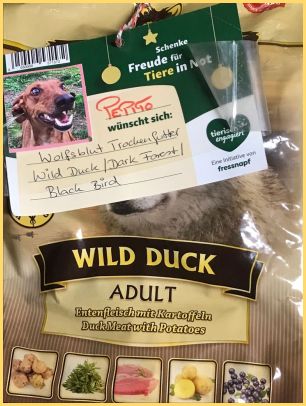 Schenke
Freude für
Tiere in Not
PERSO
wünscht sich:
Wolfsblut Trockenfutter
Wild Duck/Dark Forest/
Black Bird
tierisch
engagiert
Eine Initiative von
fressnapf
WILD DUCK
ADULT
Entenfleisch mit Kartoffeln
Duck Meat with Potatoes